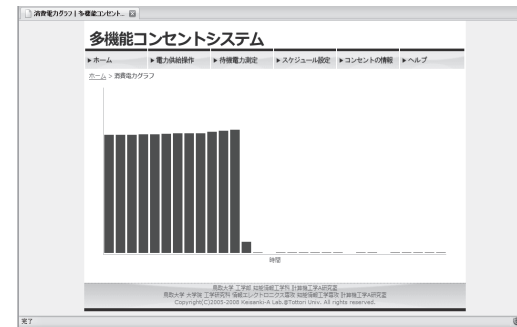 消費電力グラフ | 多機能コンセント...
多機能コンセントシステム
▶ホーム ▶電力供給操作 ▶待機電力測定 ▶スケジュール設定 ▶コンセントの情報 ▶ヘルプ
ホーム > 消費電力グラフ
時間
鳥取大学 工学部 知能情報工学科 計算機工学A研究室
鳥取大学 大学院 工学研究科 情報エレクトロニクス専攻 知能情報工学専攻 計算機工学A研究室
Copyright(C)2005-2008 Keisanki-A Lab.@Tottori Univ. All rights reserved.
完了